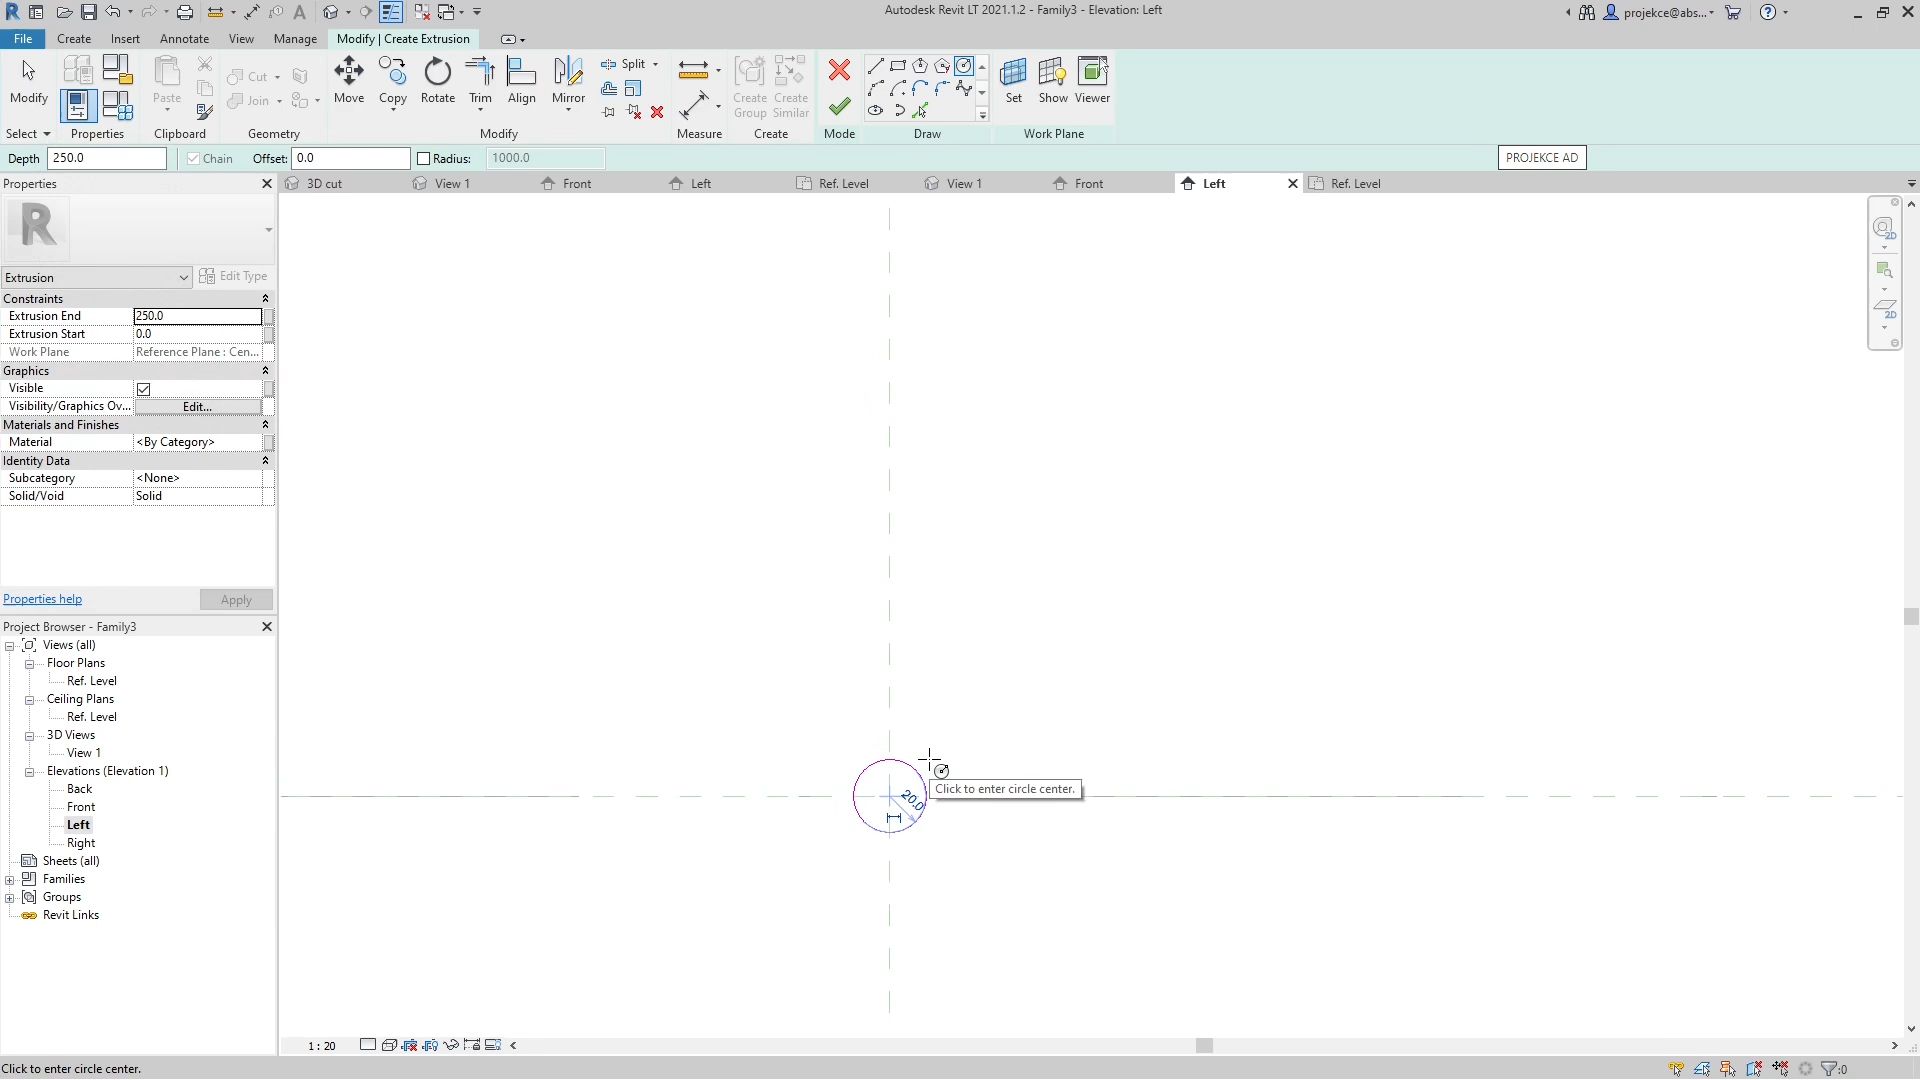 Autodesk Revit LT 2021.1.2 - Family3 - Elevation: Left
projekce@abs...
File Create Insert Annotate View Manage Modify | Create Extrusion
Modify
Paste
Cut
Join
Move
Copy
Rotate
Trim
Align
Mirror
Split
Create Group
Create Similar
Set
Show
Viewer
Select
Properties
Clipboard
Geometry
Modify
Measure
Create
Mode
Draw
Work Plane
Depth 250.0
Chain
Offset: 0.0
Radius: 1000.0
PROJEKCE AD
Properties
3D cut
View 1
Front
Left
Ref. Level
View 1
Front
Left
Ref. Level
2D
2D
Extrusion
Edit Type
Constraints
Extrusion End 250.0
Extrusion Start 0.0
Work Plane Reference Plane : Cen...
Graphics
Visible
Visibility/Graphics Ov... Edit...
Materials and Finishes
Material <By Category>
Identity Data
Subcategory <None>
Solid/Void Solid
Properties help
Apply
Project Browser - Family3
Views (all)
Floor Plans
Ref. Level
Ceiling Plans
Ref. Level
3D Views
View 1
Elevations (Elevation 1)
Back
Front
Left
Right
Sheets (all)
Families
Groups
Revit Links
20.0
Click to enter circle center.
1 : 20
Click to enter circle center.
:0